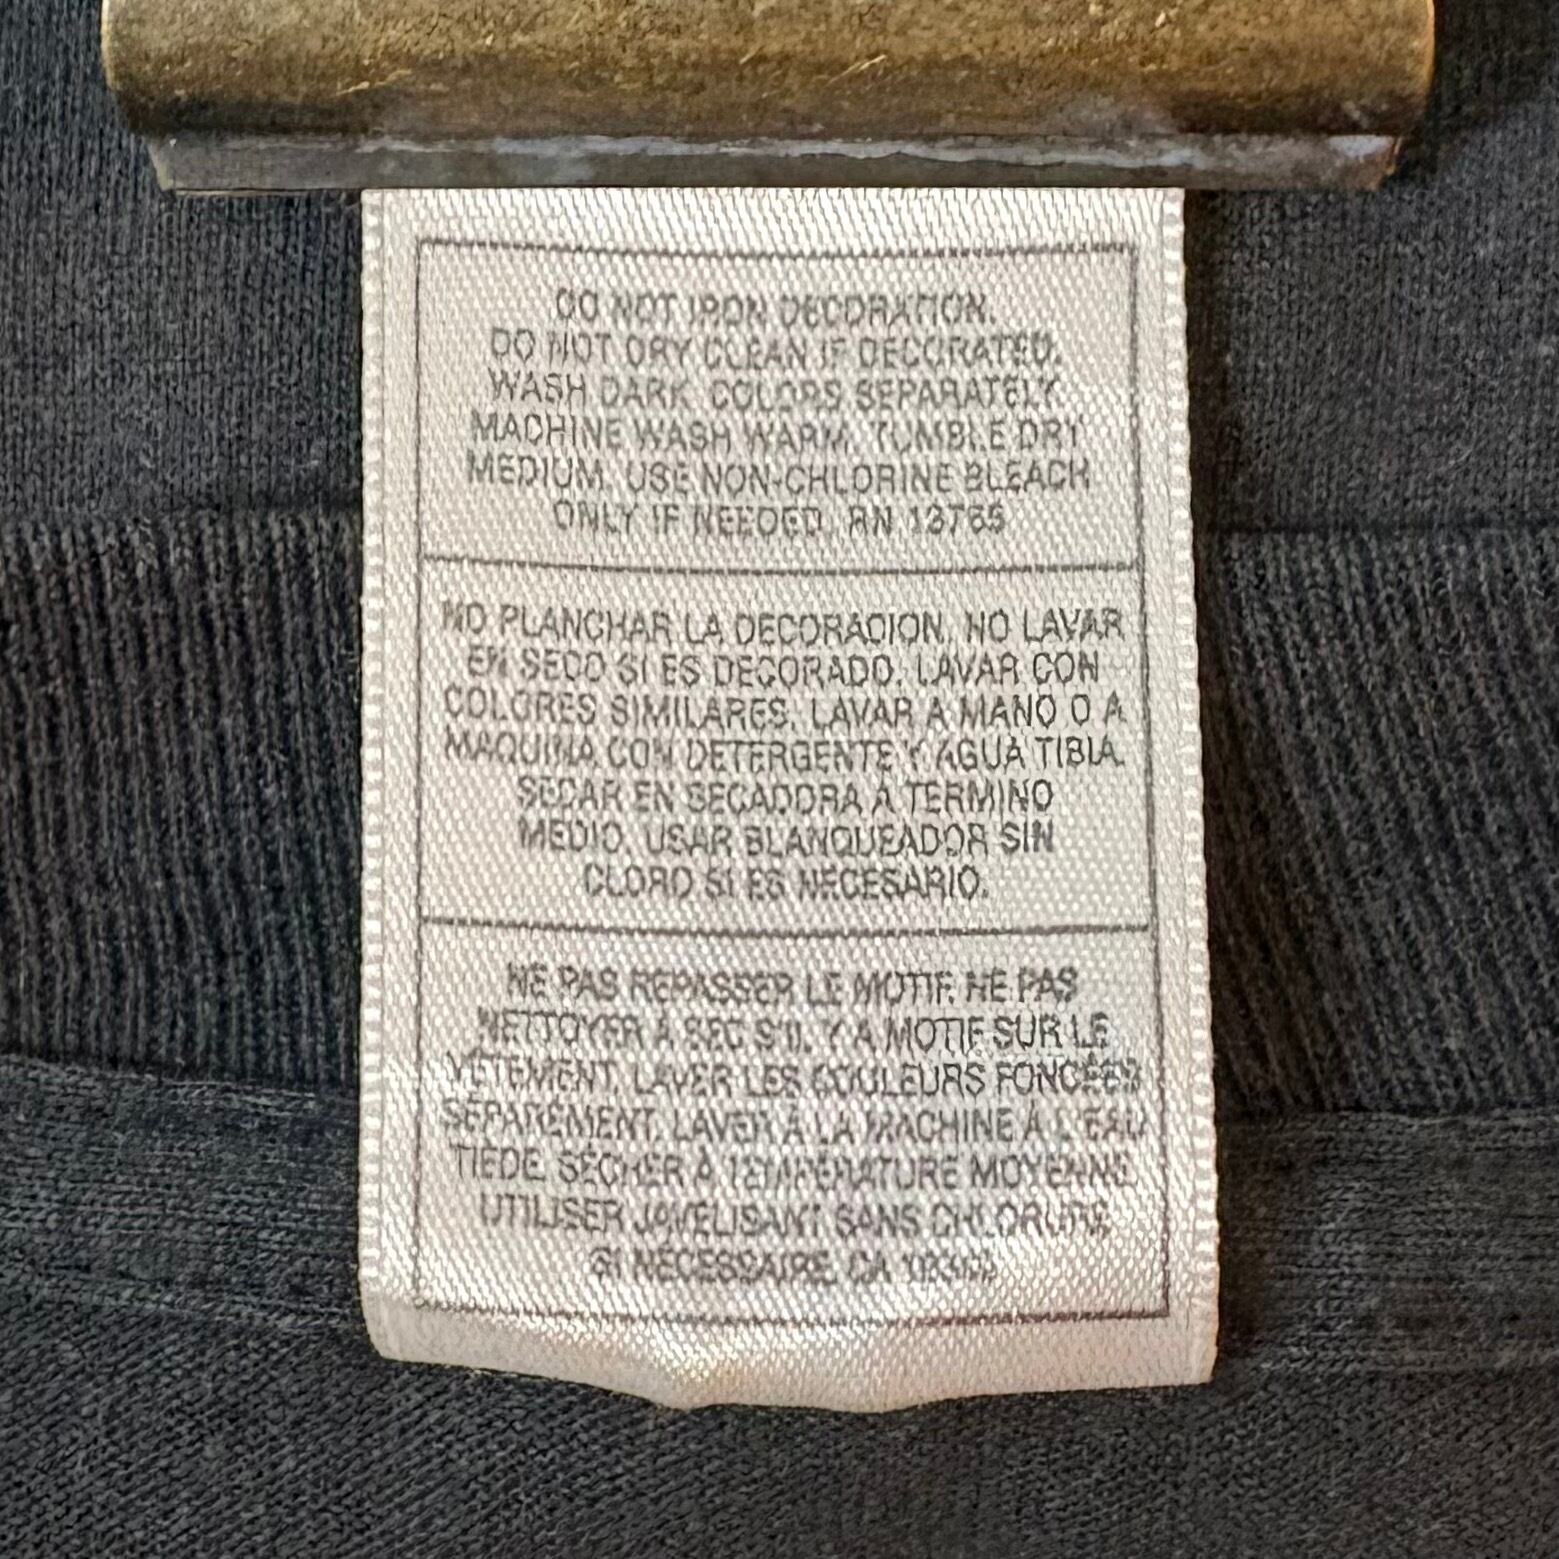 DO NOT IRON DECORATION.
DO NOT DRY CLEAN IF DECORATED.
WASH DARK COLORS SEPARATELY.
MACHINE WASH WARM, TUMBLE DRY
MEDIUM. USE NON-CHLORINE BLEACH
ONLY IF NEEDED. RN 13765
NO PLANCHAR LA DECORACION. NO LAVAR
EN SECO SI ES DECORADO. LAVAR CON
COLORES SIMILARES. LAVAR A MANO O A
MAQUINA CON DETERGENTE Y AGUA TIBIA.
SECAR EN SECADORA A TERMINO
MEDIO. USAR BLANQUEADOR SIN
CLORO SI ES NECESARIO.
NE PAS REPASSER LE MOTIF. NE PAS
NETTOYER À SEC S'IL Y A MOTIF SUR LE
VÊTEMENT. LAVER LES COULEURS FONCÉES
SÉPARÉMENT. LAVER À LA MACHINE À L'EAU
TIÈDE. SÉCHER À TEMPÉRATURE MOYENNE.
UTILISER JAVELISANT SANS CHLORURE
SI NÉCESSAIRE. CA